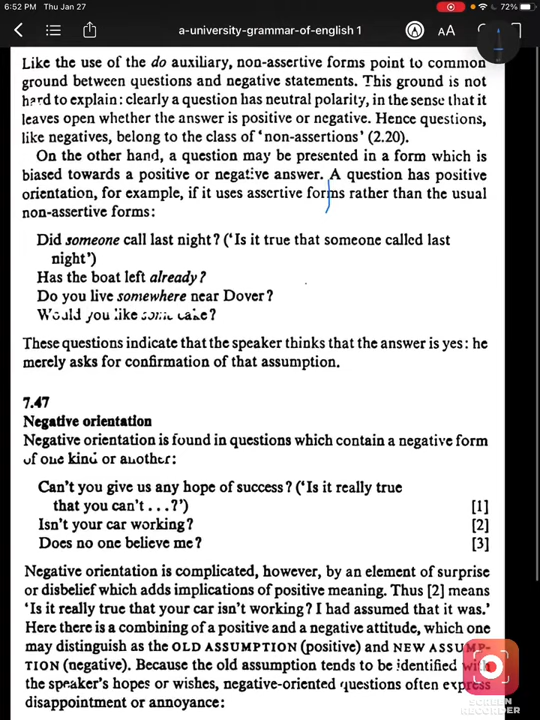 6:52 PM Thu Jan 27
72%
a-university-grammar-of-english 1
AA
Like the use of the do auxiliary, non-assertive forms point to common
ground between questions and negative statements. This ground is not
hard to explain: clearly a question has neutral polarity, in the sense that it
leaves open whether the answer is positive or negative. Hence questions,
like negatives, belong to the class of 'non-assertions' (2.20).
On the other hand, a question may be presented in a form which is
biased towards a positive or negative answer. A question has positive
orientation, for example, if it uses assertive forms rather than the usual
non-assertive forms:
Did someone call last night? ('Is it true that someone called last
night')
Has the boat left already?
Do you live somewhere near Dover?
Would you like some cake?
These questions indicate that the speaker thinks that the answer is yes: he
merely asks for confirmation of that assumption.
7.47
Negative orientation
Negative orientation is found in questions which contain a negative form
of one kind or another:
Can't you give us any hope of success? ('Is it really true
that you can't...?') [1]
Isn't your car working? [2]
Does no one believe me? [3]
Negative orientation is complicated, however, by an element of surprise
or disbelief which adds implications of positive meaning. Thus [2] means
'Is it really true that your car isn't working? I had assumed that it was.'
Here there is a combining of a positive and a negative attitude, which one
may distinguish as the OLD ASSUMPTION (positive) and NEW ASSUMP-
TION (negative). Because the old assumption tends to be identified with
the speaker's hopes or wishes, negative-oriented questions often express
disappointment or annoyance:
SCREEN
RECORDER